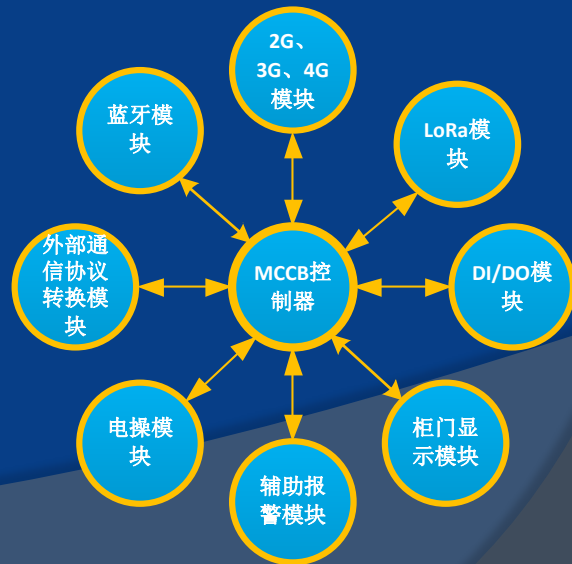 2G、
3G、4G
模块
蓝牙模
块
LoRa模
块
外部通
信协议
转换模
块
MCCB控
制器
DI/DO模
块
电操模
块
柜门显
示模块
辅助报
警模块